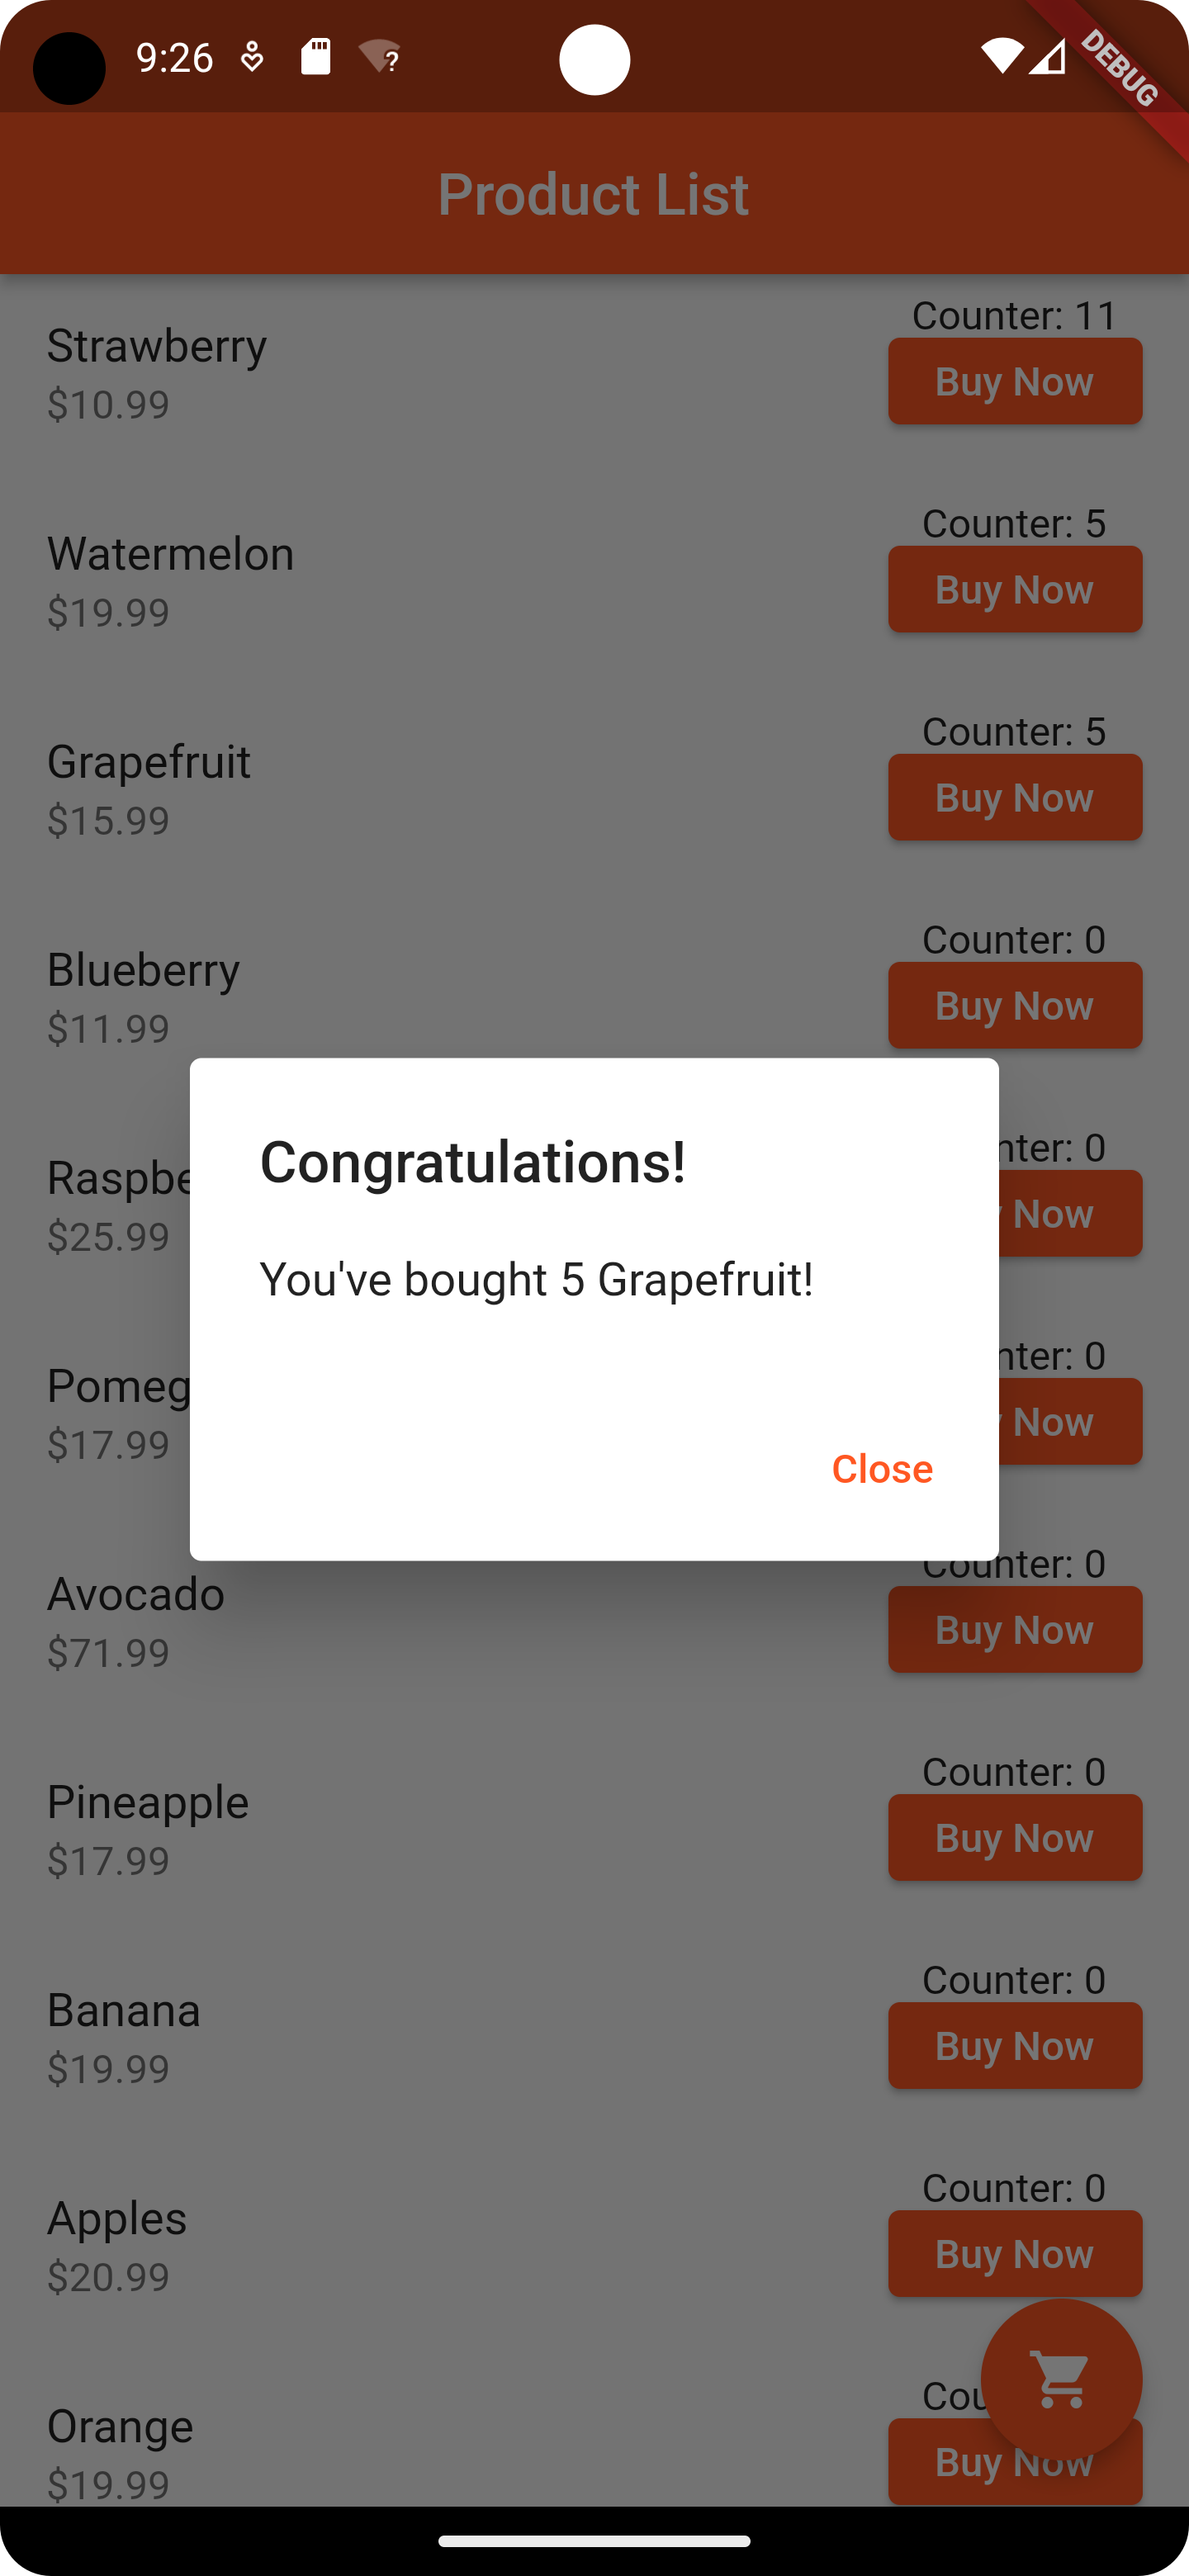 9:26
DEBUG
Product List
Counter: 11
Strawberry
Buy Now
$10.99
Counter: 5
Watermelon
Buy Now
$19.99
Counter: 5
Grapefruit
Buy Now
$15.99
Counter: 0
Blueberry
Buy Now
$11.99
nter: 0
Raspbe
Now
$25.99
Congratulations!
You've bought 5 Grapefruit!
Close
nter: 0
Pomeg
Now
$17.99
Counter: 0
Avocado
Buy Now
$71.99
Counter: 0
Pineapple
Buy Now
$17.99
Counter: 0
Banana
Buy Now
$19.99
Counter: 0
Apples
Buy Now
$20.99
Cou
Orange
Buy Now
$19.99